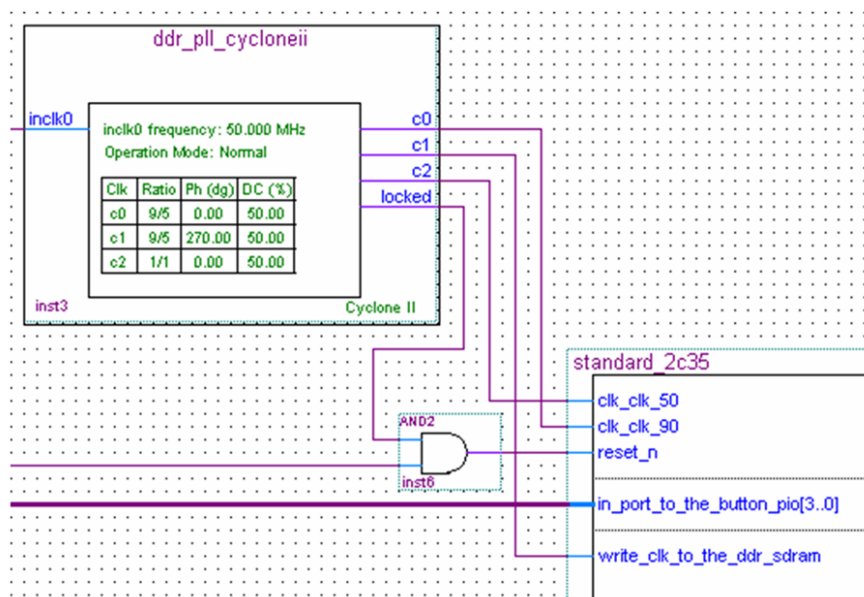 ddr_pll_cycloneii
inclk0
inclk0 frequency: 50.000 MHz
Operation Mode: Normal
Clk Ratio Ph (dg) DC (%)
c0 9/5 0.00 50.00
c1 9/5 270.00 50.00
c2 1/1 0.00 50.00
c0
c1
c2
locked
inst3
Cyclone II
standard_2c35
clk_clk_50
clk_clk_90
reset_n
AND2
inst6
in_port_to_the_button_pio[3..0]
write_clk_to_the_ddr_sdram